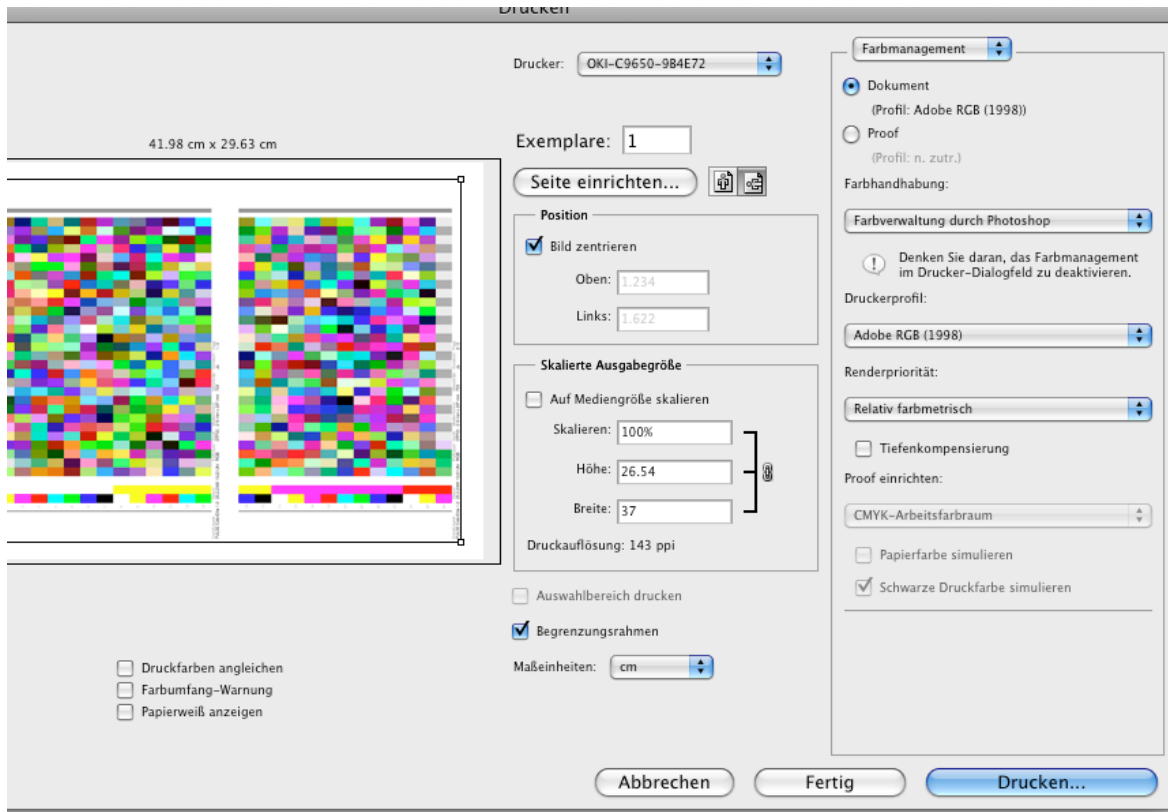 Drucken
41.98 cm x 29.63 cm
Druckfarben angleichen
Farbumfang-Warnung
Papierweiß anzeigen
Drucker: OKI-C9650-9B4E72
Exemplare: 1
Seite einrichten...
Position
Bild zentrieren
Oben: 1.234
Links: 1.622
Skalierte Ausgabegröße
Auf Mediengröße skalieren
Skalieren: 100%
Höhe: 26.54
Breite: 37
Druckauflösung: 143 ppi
Auswahlbereich drucken
Begrenzungsrahmen
Maßeinheiten: cm
Farbmanagement
Dokument
(Profil: Adobe RGB (1998))
Proof
(Profil: n. zutr.)
Farbhandhabung:
Farbverwaltung durch Photoshop
Denken Sie daran, das Farbmanagement
im Drucker-Dialogfeld zu deaktivieren.
Druckerprofil:
Adobe RGB (1998)
Renderpriorität:
Relativ farbmetrisch
Tiefenkompensierung
Proof einrichten:
CMYK-Arbeitsfarbraum
Papierfarbe simulieren
Schwarze Druckfarbe simulieren
Abbrechen
Fertig
Drucken...